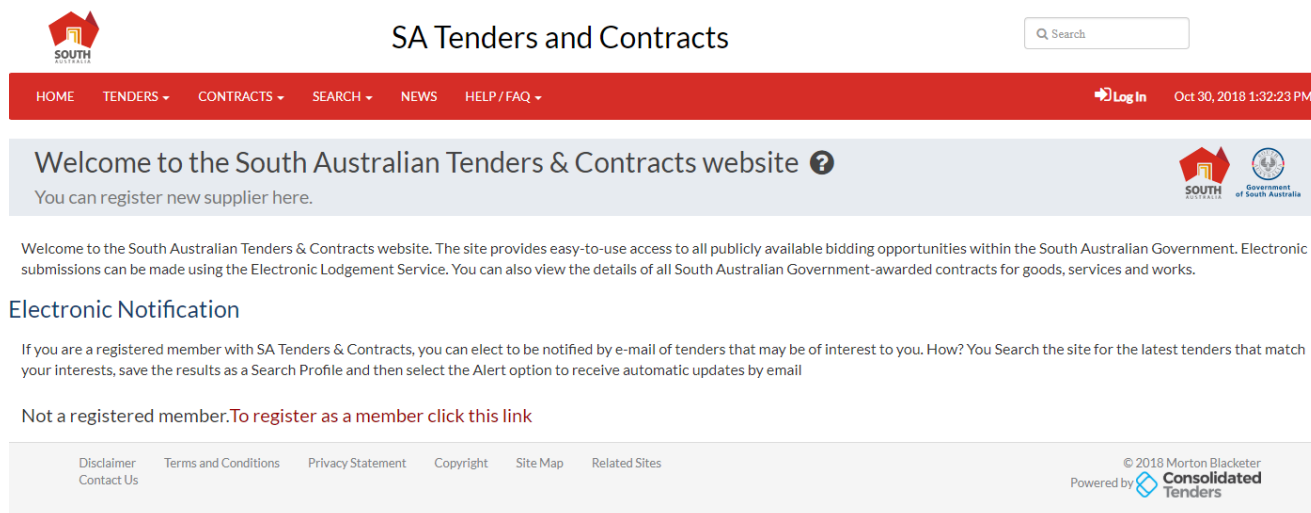 SOUTH
AUSTRALIA
SA Tenders and Contracts
Search
HOME TENDERS CONTRACTS SEARCH NEWS HELP / FAQ Log In Oct 30, 2018 1:32:23 PM
Welcome to the South Australian Tenders & Contracts website ?
You can register new supplier here.
SOUTH
AUSTRALIA
Government
of South Australia
Welcome to the South Australian Tenders & Contracts website. The site provides easy-to-use access to all publicly available bidding opportunities within the South Australian Government. Electronic
submissions can be made using the Electronic Lodgement Service. You can also view the details of all South Australian Government-awarded contracts for goods, services and works.
Electronic Notification
If you are a registered member with SA Tenders & Contracts, you can elect to be notified by e-mail of tenders that may be of interest to you. How? You Search the site for the latest tenders that match
your interests, save the results as a Search Profile and then select the Alert option to receive automatic updates by email
Not a registered member.To register as a member click this link
Disclaimer Terms and Conditions Privacy Statement Copyright Site Map Related Sites
Contact Us
© 2018 Morton Blacketer
Powered by Consolidated
Tenders